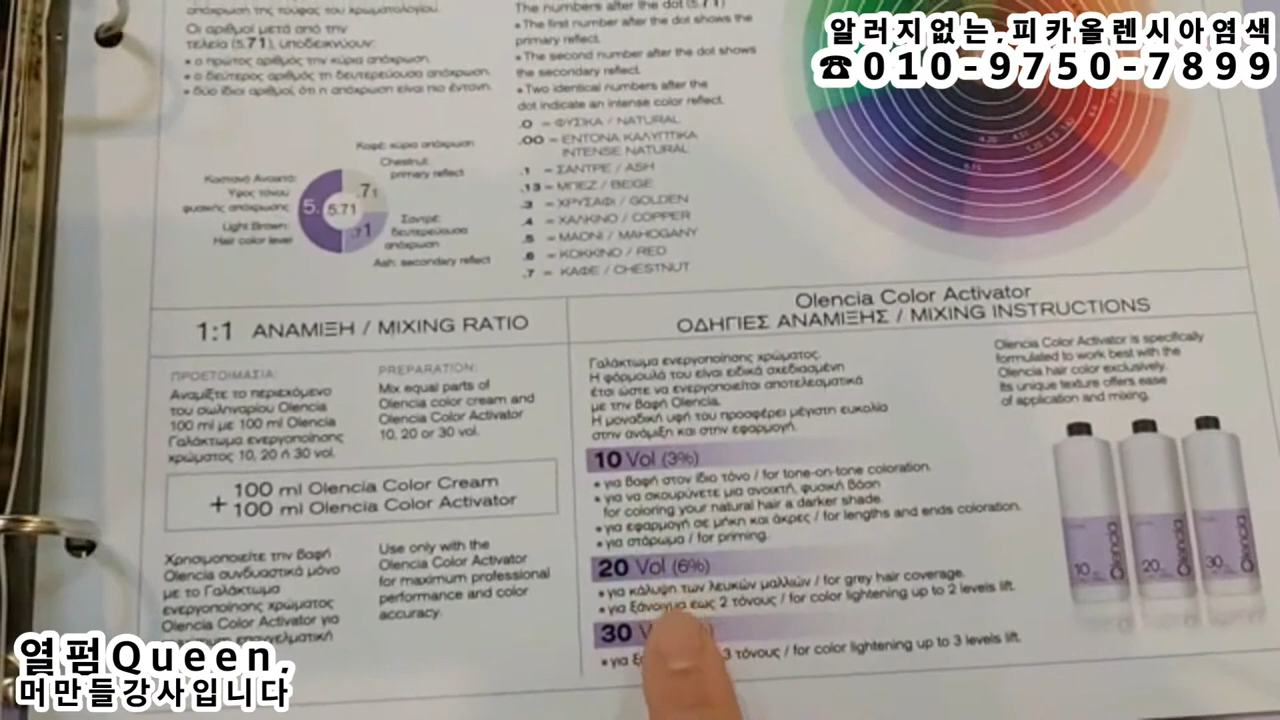 알러지없는,피카올렌시아염색
☎010-9750-7899
απόχρωση της τούφας του χρωματολογίου.
Οι αριθμοί μετά από την
τελεία (5.71), υποδεικνύουν:
• ο πρώτος αριθμός την κύρια απόχρωση.
• ο δεύτερος αριθμός τη δευτερεύουσα απόχρωση.
• δύο ίδιοι αριθμοί, ότι η απόχρωση είναι πιο έντονη.
The numbers after the dot (5.71)
• The first number after the dot shows the
primary reflect.
• The second number after the dot shows
the secondary reflect.
• Two identical numbers after the
dot indicate an intense color reflect.
.0 = ΦΥΣΙΚΑ / NATURAL
.00 = ΕΝΤΟΝΑ ΚΑΛΥΠΤΙΚΑ
INTENSE NATURAL
.1 = ΣΑΝΤΡΕ / ASH
.13 = ΜΠΕΖ / BEIGE
.3 = ΧΡΥΣΑΦΙ / GOLDEN
.4 = ΧΑΛΚΙΝΟ / COPPER
.5 = ΜΑΟΝΙ / MAHOGANY
.6 = ΚΟΚΚΙΝΟ / RED
.7 = ΚΑΦΕ / CHESTNUT
Καφέ: κύρια απόχρωση
Chestnut:
primary reflect
Καστανό Ανοιχτό:
Ύψος τόνου
φυσικής απόχρωσης
Light Brown:
Hair color level
5.
.71
5.71
.71
Σαντρέ:
δευτερεύουσα
απόχρωση
Ash: secondary reflect
1:1 ΑΝΑΜΙΞΗ / MIXING RATIO
ΠΡΟΕΤΟΙΜΑΣΙΑ:
Αναμίξτε το περιεχόμενο
του σωληναρίου Olencia
100 ml με 100 ml Olencia
Γαλάκτωμα ενεργοποίησης
χρώματος 10, 20 ή 30 vol.
PREPARATION:
Mix equal parts of
Olencia color cream and
Olencia Color Activator
10, 20 or 30 vol.
100 ml Olencia Color Cream
+ 100 ml Olencia Color Activator
Χρησιμοποιείτε την βαφή
Olencia συνδυαστικά μόνο
με το Γαλάκτωμα
ενεργοποίησης χρώματος
Olencia Color Activator για
Use only with the
Olencia Color Activator
for maximum professional
performance and color
accuracy.
Olencia Color Activator
ΟΔΗΓΙΕΣ ΑΝΑΜΙΞΗΣ / MIXING INSTRUCTIONS
Γαλάκτωμα ενεργοποίησης χρώματος.
Η φόρμουλά του είναι ειδικά σχεδιασμένη
έτσι ώστε να ενεργοποιείται αποτελεσματικά
με την βαφή Olencia.
Η μοναδική υφή του προσφέρει μέγιστη ευκολία
στην ανάμιξη και στην εφαρμογή.
Olencia Color Activator is specifically
formulated to work best with the
Olencia hair color exclusively.
Its unique texture offers ease
of application and mixing.
10 Vol (3%)
• για βαφή στον ίδιο τόνο / for tone-on-tone coloration.
• για να σκουρύνετε μια ανοιχτή, φυσική βάση
for coloring your natural hair a darker shade.
• για εφαρμογή σε μήκη και άκρες / for lengths and ends coloration.
• για στόρωμα / for priming.
20 Vol (6%)
• για κάλυψη των λευκών μαλλιών / for grey hair coverage.
• για ξάνοιγμα εως 2 τόνους / for color lightening up to 2 levels lift.
30
• για 3 τόνους / for color lightening up to 3 levels lift.
10 20 30
Olencia Olencia Olencia
열펌Queen,
머만들강사입니다